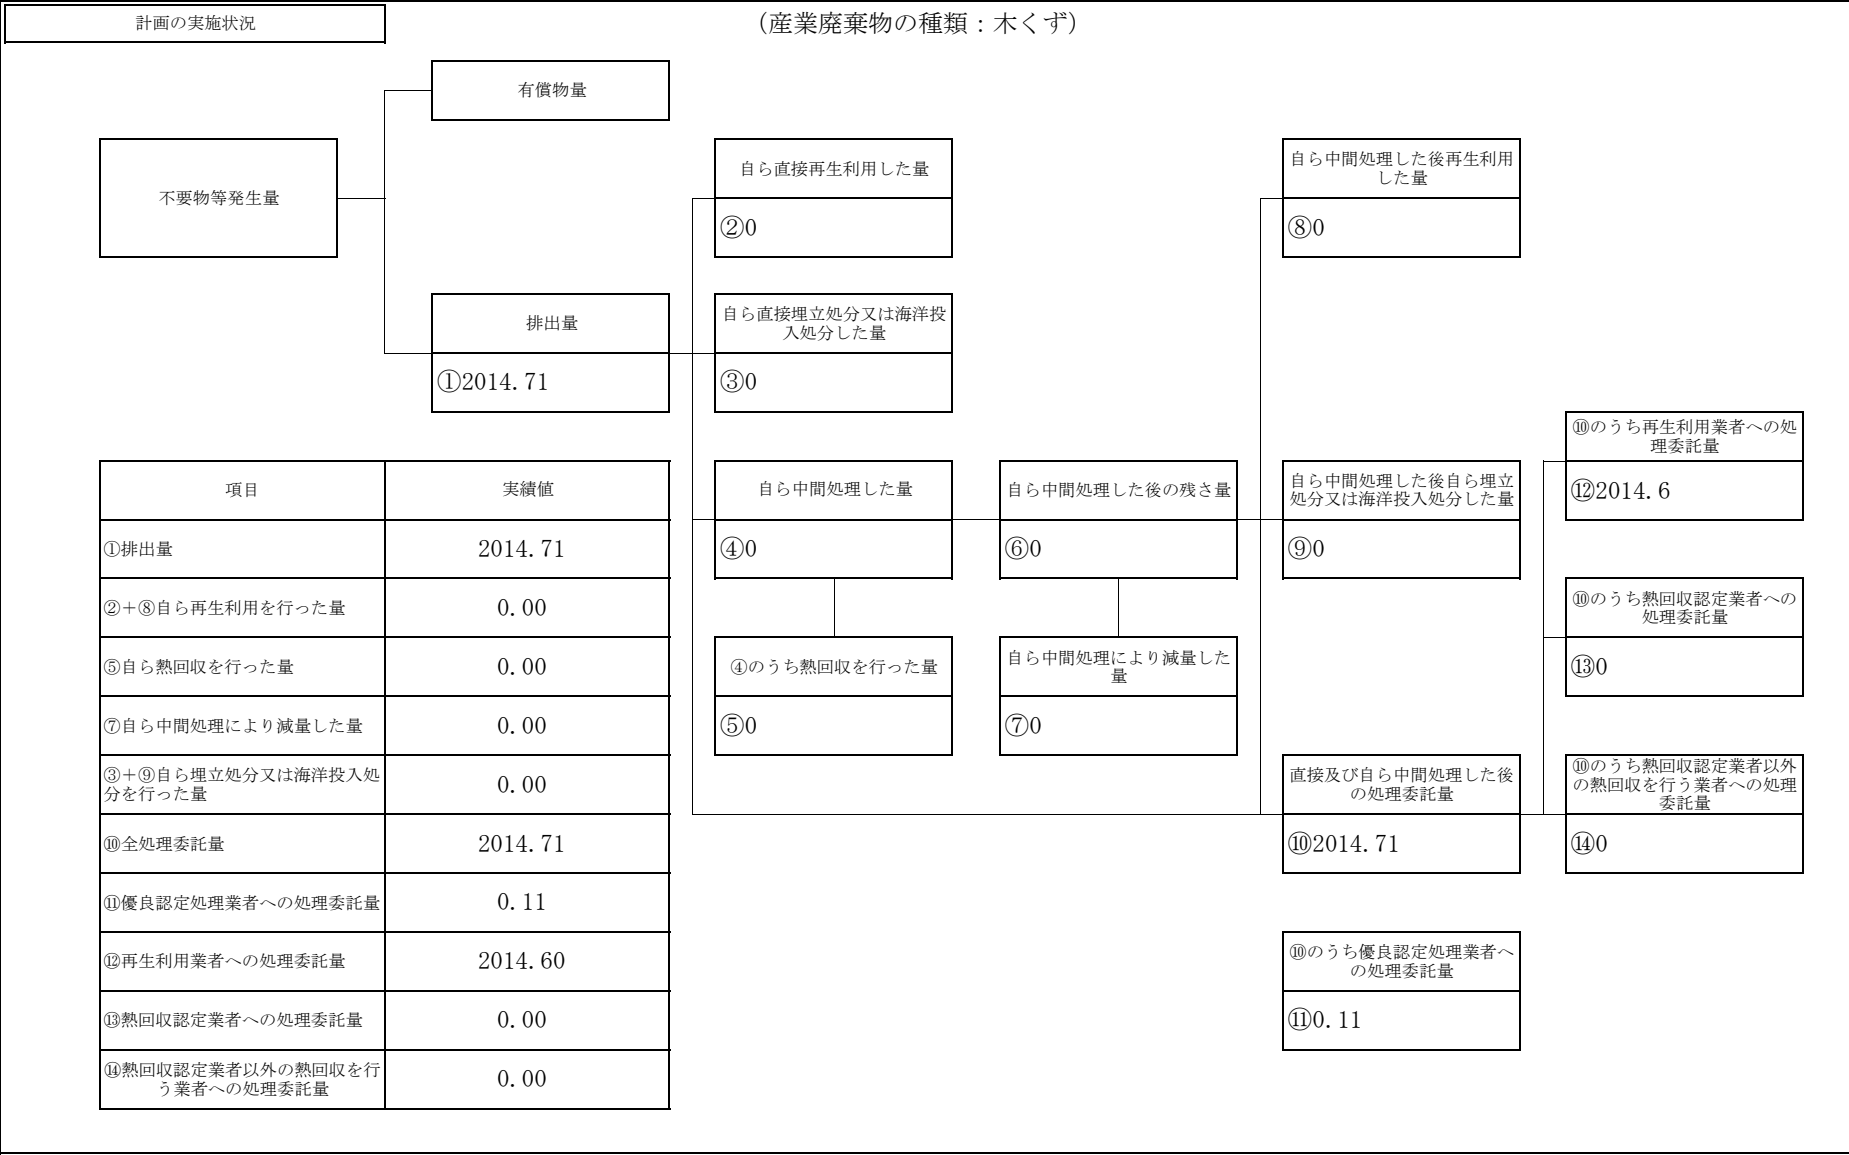 計画の実施状況
（産業廃棄物の種類：木くず）
有償物量
不要物等発生量
自ら直接再生利用した量
②0
自ら中間処理した後再生利用
した量
⑧0
排出量
①2014.71
自ら直接埋立処分又は海洋投
入処分した量
③0
項目
実績値
①排出量
2014.71
②＋⑧自ら再生利用を行った量
0.00
⑤自ら熱回収を行った量
0.00
⑦自ら中間処理により減量した量
0.00
③＋⑨自ら埋立処分又は海洋投入処
分を行った量
0.00
⑩全処理委託量
2014.71
⑪優良認定処理業者への処理委託量
0.11
⑫再生利用業者への処理委託量
2014.60
⑬熱回収認定業者への処理委託量
0.00
⑭熱回収認定業者以外の熱回収を行
う業者への処理委託量
0.00
自ら中間処理した量
④0
④のうち熱回収を行った量
⑤0
自ら中間処理した後の残さ量
⑥0
自ら中間処理により減量した
量
⑦0
自ら中間処理した後自ら埋立
処分又は海洋投入処分した量
⑨0
直接及び自ら中間処理した後
の処理委託量
⑩2014.71
⑩のうち優良認定処理業者へ
の処理委託量
⑪0.11
⑩のうち再生利用業者への処
理委託量
⑫2014.6
⑩のうち熱回収認定業者への
処理委託量
⑬0
⑩のうち熱回収認定業者以外
の熱回収を行う業者への処理
委託量
⑭0